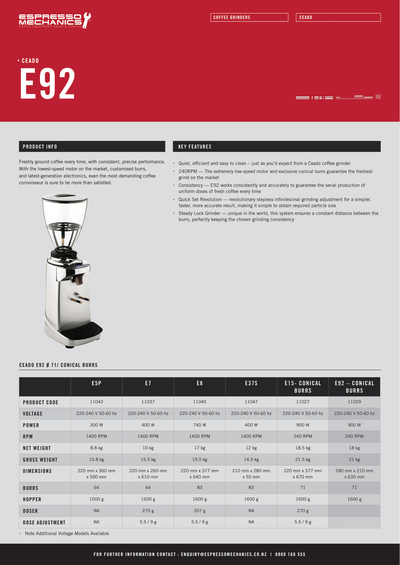 ESPRESSO
MECHANICS
COFFEE GRINDERS
CEADO
• CEADO
E92
PRODUCT INFO
Freshly ground coffee every time, with consistent, precise performance.
With the lowest-speed motor on the market, customised burrs,
and latest-generation electronics, even the most demanding coffee
connoisseur is sure to be more than satisfied.
KEY FEATURES
• Quiet, efficient and easy to clean – just as you'd expect from a Ceado coffee grinder
• 240RPM — The extremely low-speed motor and exclusive conical burrs guarantee the freshest
grind on the market
• Consistency — E92 works consistently and accurately to guarantee the serial production of
uniform doses of fresh coffee every time
• Quick Set Revolution — revolutionary stepless infinitesimal grinding adjustment for a simpler,
faster, more accurate result, making it simple to obtain required particle size
• Steady Lock Grinder — unique in the world, this system ensures a constant distance between the
burrs, perfectly keeping the chosen grinding consistency
CEADO E92 Ø 71/ CONICAL BURRS
E5P E7 E8 E37S E15- CONICAL BURRS E92 – CONICAL BURRS
PRODUCT CODE 11043 11037 11040 11047 11027 11029
VOLTAGE 220-240 V 50-60 hz 220-240 V 50-60 hz 220-240 V 50-60 hz 220-240 V 50-60 hz 220-240 V 50-60 hz 220-240 V 50-60 hz
POWER 300 W 400 W 740 W 400 W 900 W 900 W
RPM 1400 RPM 1400 RPM 1400 RPM 1400 RPM 240 RPM 240 RPM
NET WEIGHT 8.8 kg 10 kg 17 kg 12 kg 18.5 kg 18 kg
GROSS WEIGHT 10.8 kg 15.5 kg 19.5 kg 14.5 kg 21.5 kg 21 kg
DIMENSIONS 220 mm x 360 mm x 500 mm 220 mm x 260 mm x 610 mm 220 mm x 377 mm x 640 mm 210 mm x 280 mm x 55 mm 220 mm x 377 mm x 670 mm 280 mm x 210 mm x 630 mm
BURRS 64 64 83 83 71 71
HOPPER 1000 g 1600 g 1600 g 1600 g 1600 g 1600 g
DOSER NA 270 g 207 g NA 270 g
DOSE ADJUSTMENT NA 5.5 / 9 g 5.5 / 9 g NA 5.5 / 9 g
• Note Additional Voltage Models Available
FOR FURTHER INFORMATION CONTACT : ENQUIRY@ESPRESSOMECHANICS.CO.NZ | 0800 166 555